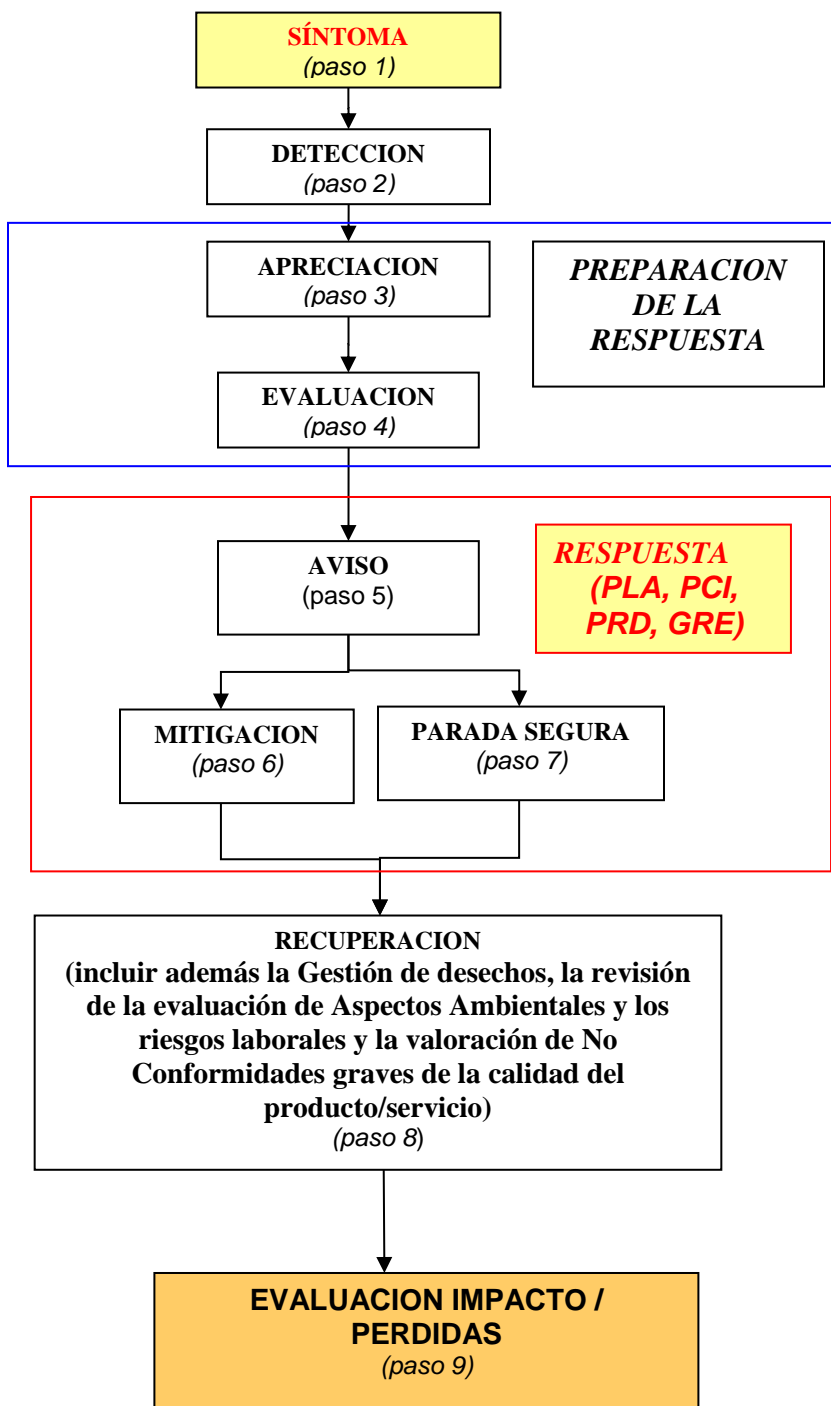 SÍNTOMA
(paso 1)
DETECCION
(paso 2)
APRECIACION
(paso 3)
PREPARACION
DE LA
RESPUESTA
EVALUACION
(paso 4)
AVISO
(paso 5)
RESPUESTA
(PLA, PCI,
PRD, GRE)
MITIGACION
(paso 6)
PARADA SEGURA
(paso 7)
RECUPERACION
(incluir además la Gestión de desechos, la revisión
de la evaluación de Aspectos Ambientales y los
riesgos laborales y la valoración de No
Conformidades graves de la calidad del
producto/servicio)
(paso 8)
EVALUACION IMPACTO /
PERDIDAS
(paso 9)